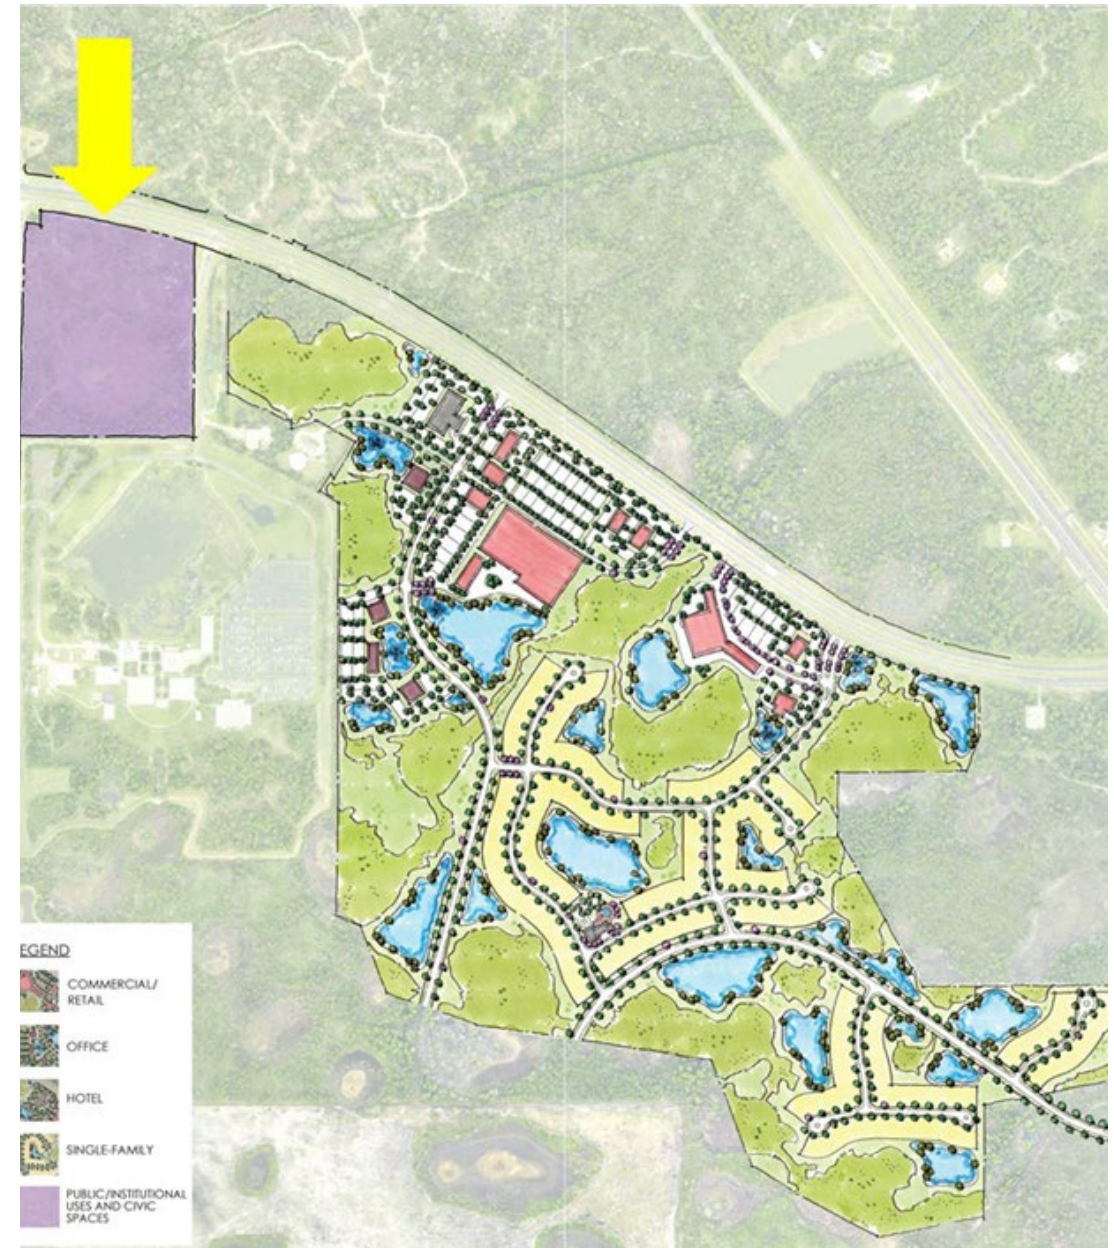 EGEND
COMMERCIAL/
RETAIL
OFFICE
HOTEL
SINGLE-FAMILY
PUBLIC/INSTITUTIONAL
USES AND CIVIC
SPACES